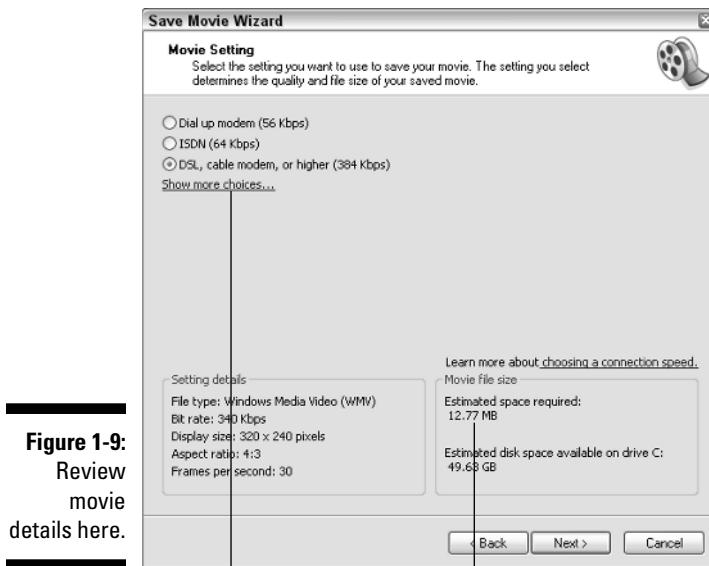 Save Movie Wizard
Movie Setting
Select the setting you want to use to save your movie. The setting you select
determines the quality and file size of your saved movie.
Dial up modem (56 Kbps)
ISDN (64 Kbps)
DSL, cable modem, or higher (384 Kbps)
Show more choices...
Learn more about choosing a connection speed.
Setting details
File type: Windows Media Video (WMV)
Bit rate: 340 Kbps
Display size: 320 x 240 pixels
Aspect ratio: 4:3
Frames per second: 30
Movie file size
Estimated space required:
12.77 MB
Estimated disk space available on drive C:
49.63 GB
Figure 1-9:
Review
movie
details here.
< Back
Next >
Cancel